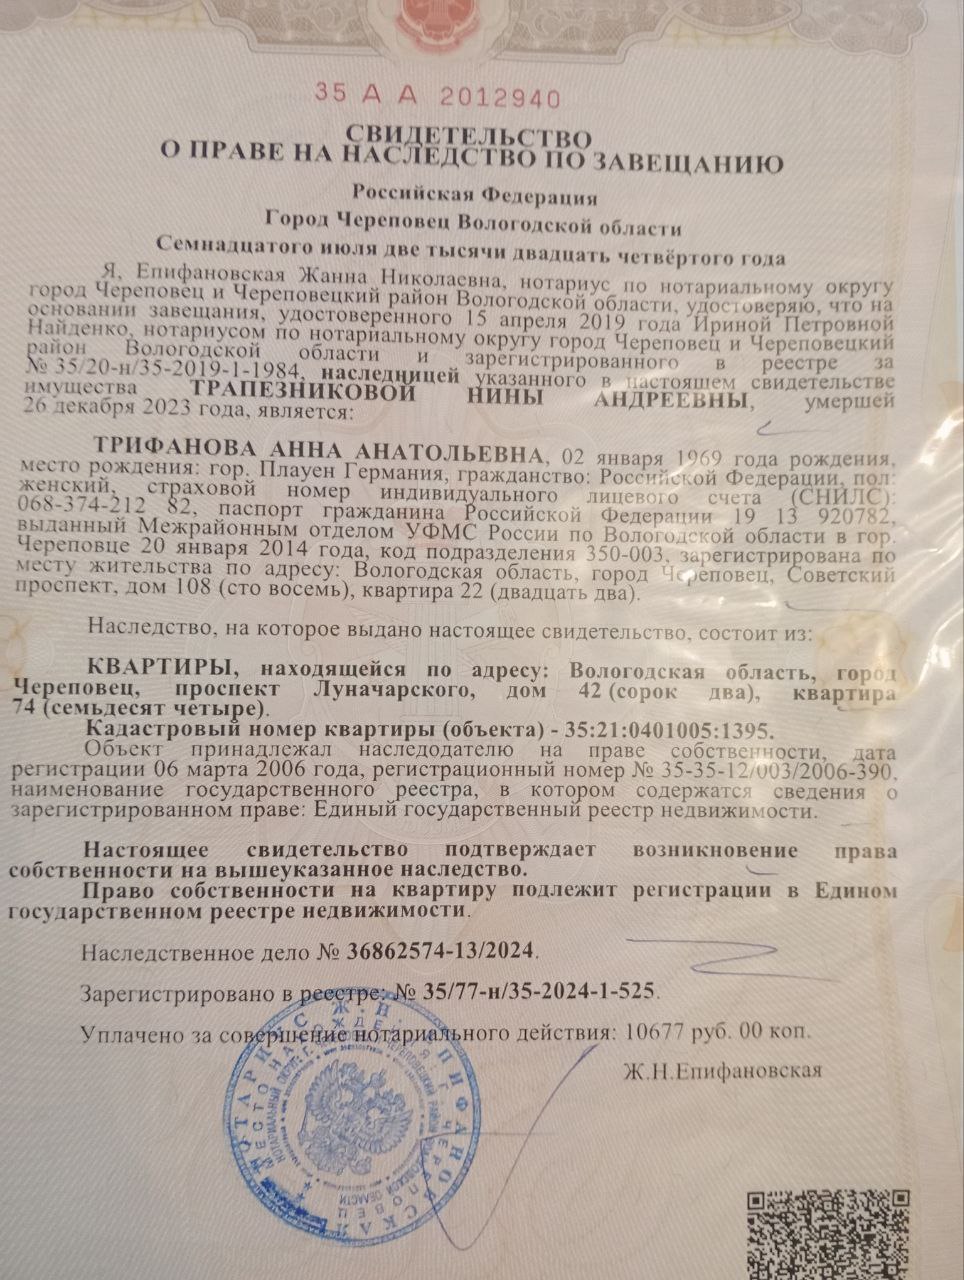 35 А А 2012940
СВИДЕТЕЛЬСТВО
О ПРАВЕ НА НАСЛЕДСТВО ПО ЗАВЕЩАНИЮ
Российская Федерация
Город Череповец Вологодской области
Семнадцатого июля две тысячи двадцать четвёртого года
Я, Епифановская Жанна Николаевна, нотариус по нотариальному округу
город Череповец и Череповецкий район Вологодской области, удостоверяю, что на
основании завещания, удостоверенного 15 апреля 2019 года Ириной Петровной
Найденко, нотариусом по нотариальному округу город Череповец и Череповецкий
район Вологодской области и зарегистрированного в реестре за
№ 35/20-н/35-2019-1-1984, наследницей указанного в настоящем свидетельстве
имущества ТРАПЕЗНИКОВОЙ НИНЫ АНДРЕЕВНЫ, умершей
26 декабря 2023 года, является:
ТРИФАНОВА АННА АНАТОЛЬЕВНА, 02 января 1969 года рождения,
место рождения: гор. Плауен Германия, гражданство: Российской Федерации, пол:
женский, страховой номер индивидуального лицевого счета (СНИЛС):
068-374-212 82, паспорт гражданина Российской Федерации 19 13 920782,
выданный Межрайонным отделом УФМС России по Вологодской области в гор.
Череповце 20 января 2014 года, код подразделения 350-003, зарегистрирована по
месту жительства по адресу: Вологодская область, город Череповец, Советский
проспект, дом 108 (сто восемь), квартира 22 (двадцать два).
Наследство, на которое выдано настоящее свидетельство, состоит из:
КВАРТИРЫ, находящейся по адресу: Вологодская область, город
Череповец, проспект Луначарского, дом 42 (сорок два), квартира
74 (семьдесят четыре).
Кадастровый номер квартиры (объекта) - 35:21:0401005:1395.
Объект принадлежал наследодателю на праве собственности, дата
регистрации 06 марта 2006 года, регистрационный номер № 35-35-12/003/2006-390,
наименование государственного реестра, в котором содержатся сведения о
зарегистрированном праве: Единый государственный реестр недвижимости.
Настоящее свидетельство подтверждает возникновение права
собственности на вышеуказанное наследство.
Право собственности на квартиру подлежит регистрации в Едином
государственном реестре недвижимости.
Наследственное дело № 36862574-13/2024.
Зарегистрировано в реестре: № 35/77-н/35-2024-1-525.
Уплачено за совершение нотариального действия: 10677 руб. 00 коп.
Ж.Н.Епифановская